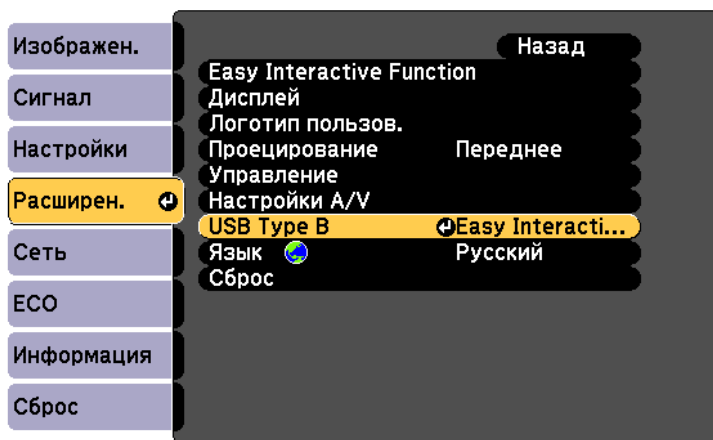 Изображен.
Сигнал
Настройки
Расширен.
Сеть
ECO
Информация
Сброс
Назад
Easy Interactive Function
Дисплей
Логотип пользов.
Проецирование Переднее
Управление
Настройки A/V
USB Type B Easy Interacti...
Язык Русский
Сброс